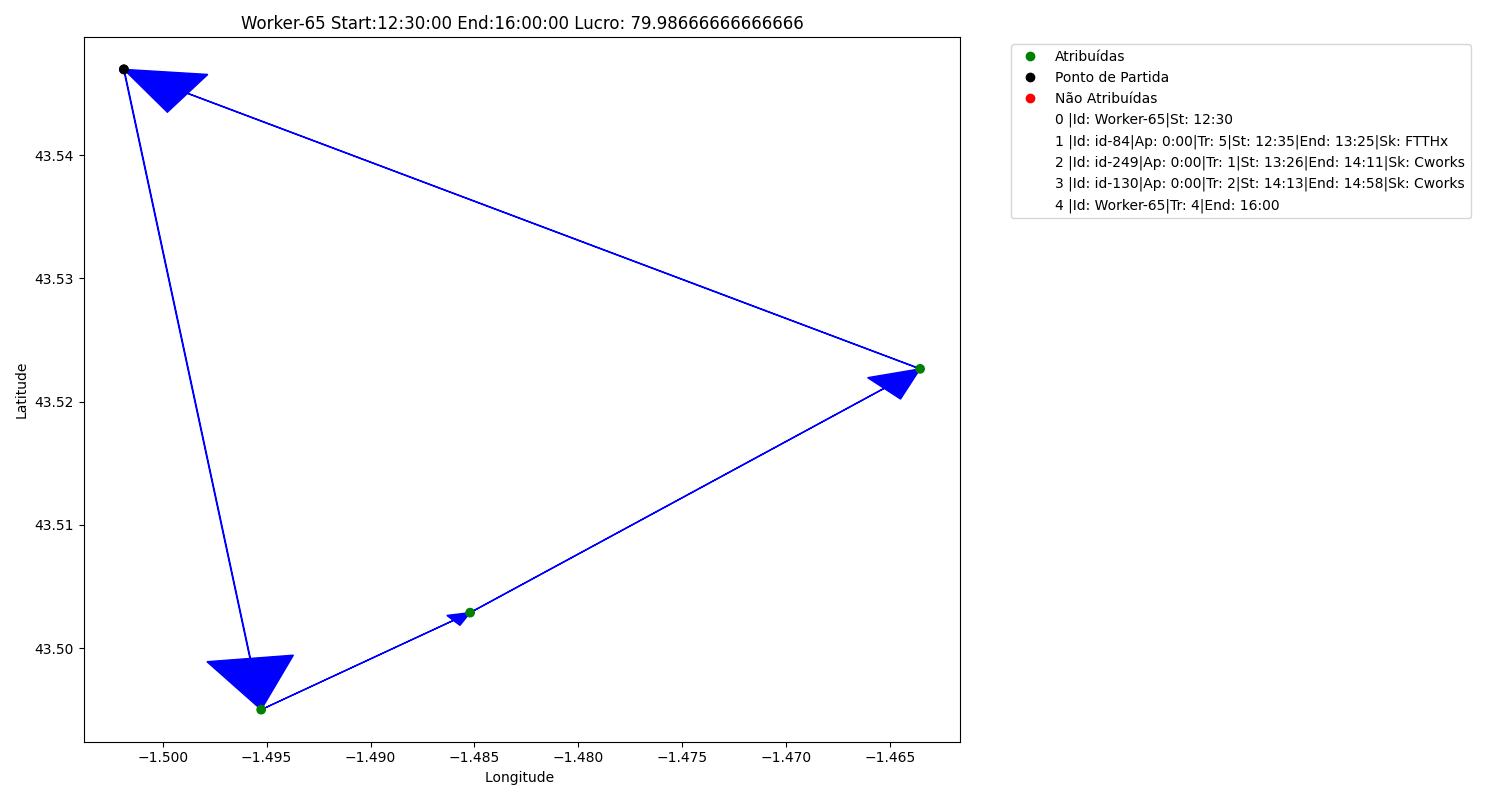 Worker-65 Start:12:30:00 End:16:00:00 Lucro: 79.98666666666666
Atribuídas
Ponto de Partida
Não Atribuídas
0 |Id: Worker-65|St: 12:30
1 |Id: id-84|Ap: 0:00|Tr: 5|St: 12:35|End: 13:25|Sk: FTTHx
2 |Id: id-249|Ap: 0:00|Tr: 1|St: 13:26|End: 14:11|Sk: Cworks
3 |Id: id-130|Ap: 0:00|Tr: 2|St: 14:13|End: 14:58|Sk: Cworks
4 |Id: Worker-65|Tr: 4|End: 16:00
43.54
43.53
43.52
43.51
43.50
Latitude
−1.500 −1.495 −1.490 −1.485 −1.480 −1.475 −1.470 −1.465
Longitude